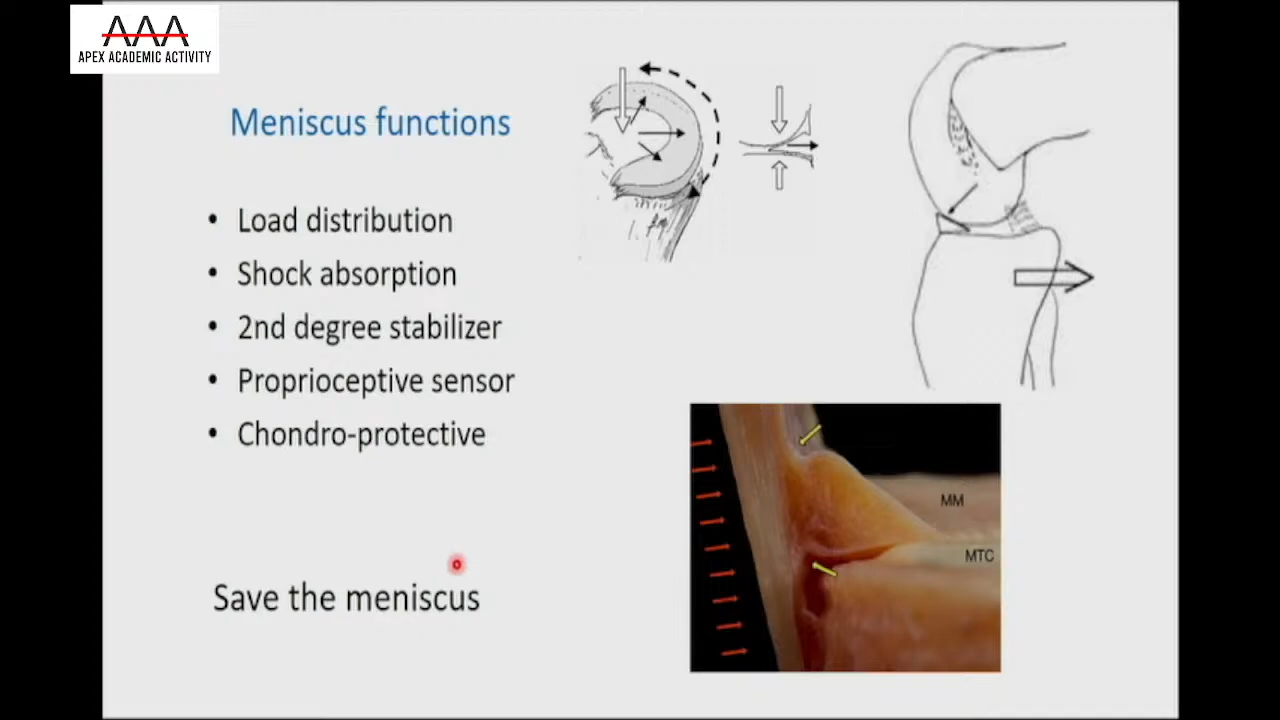 AAA
APEX ACADEMIC ACTIVITY
Meniscus functions
• Load distribution
• Shock absorption
• 2nd degree stabilizer
• Proprioceptive sensor
• Chondro-protective
Save the meniscus
MM
MTC